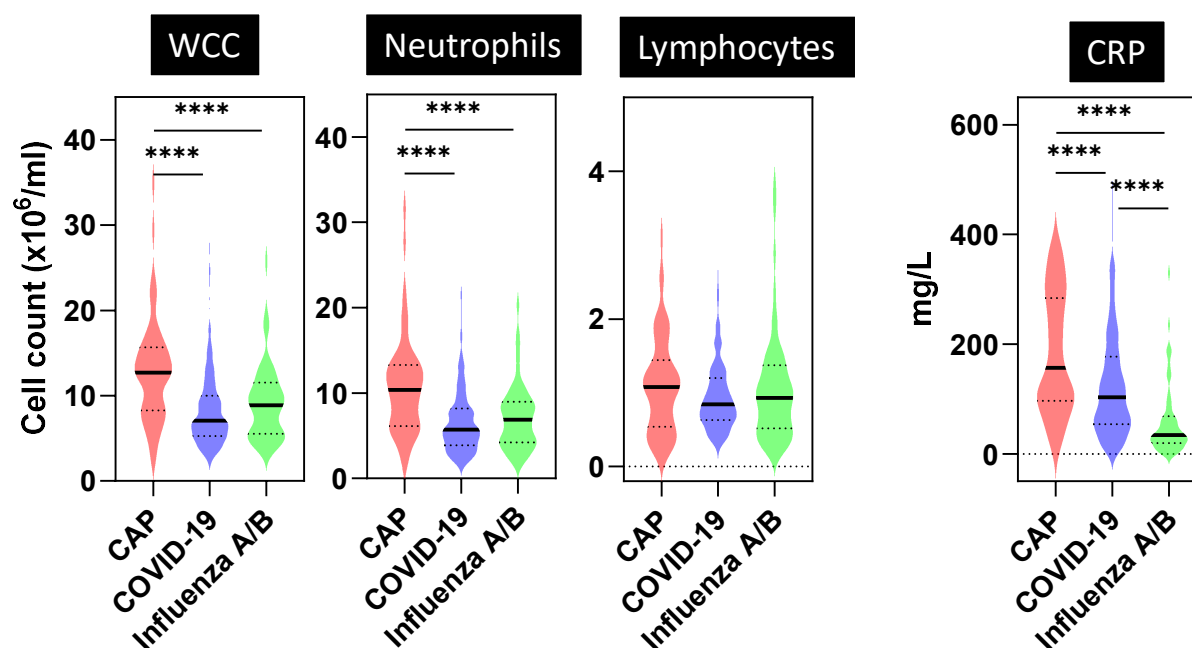 WCC
Neutrophils
Lymphocytes
CRP
Cell count (x10⁶/ml)
40
30
20
10
0
****
****
CAP
COVID-19
Influenza A/B
40
30
20
10
0
****
****
CAP
COVID-19
Influenza A/B
4
2
0
CAP
COVID-19
Influenza A/B
mg/L
600
400
200
0
****
****
****
CAP
COVID-19
Influenza A/B